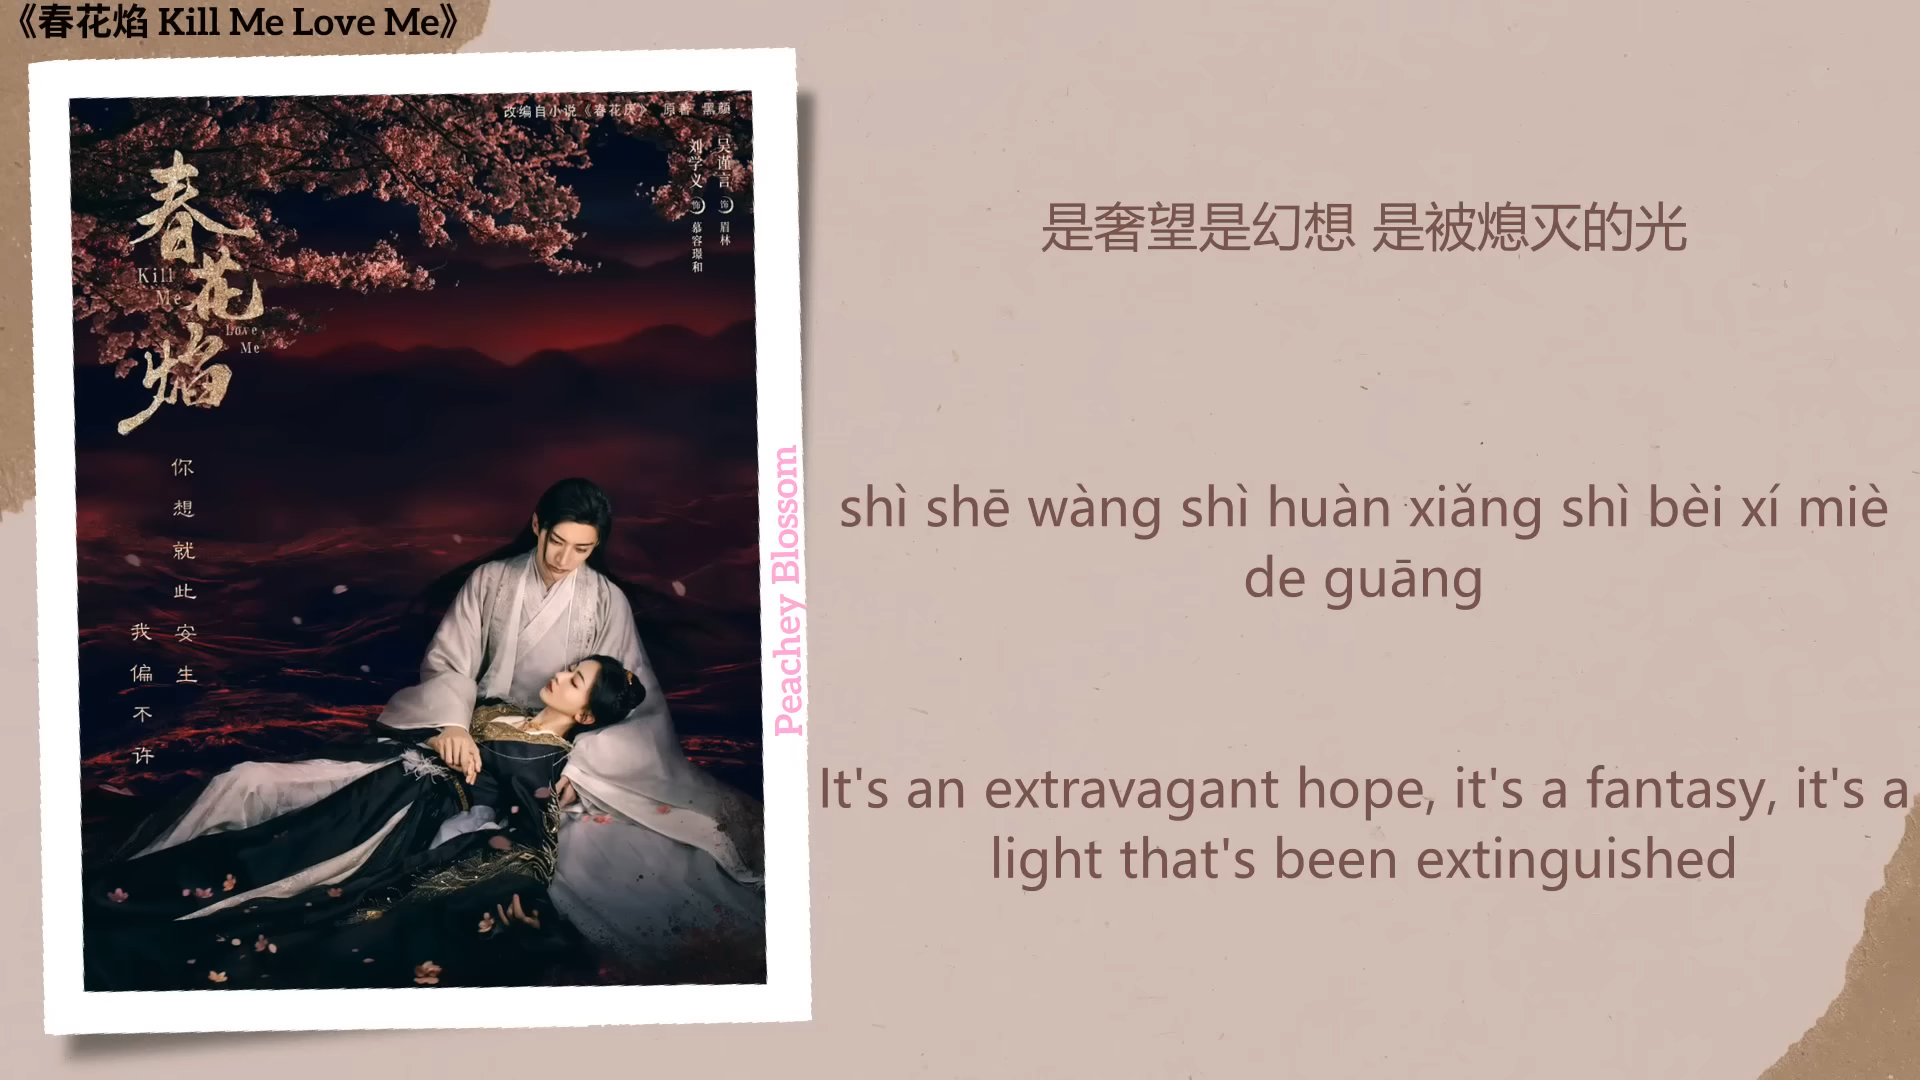 《春花焰 Kill Me Love Me》
改编自小说《春花厌》 原著 黑颜
吴谨言 饰 眉林
刘学义 饰 慕容璟和
春花焰
Kill
Me
Love
Me
你想就此安生
我偏不许
Peachey Blossom
是奢望是幻想 是被熄灭的光
shì shē wàng shì huàn xiǎng shì bèi xí miè
de guāng
It's an extravagant hope, it's a fantasy, it's a
light that's been extinguished